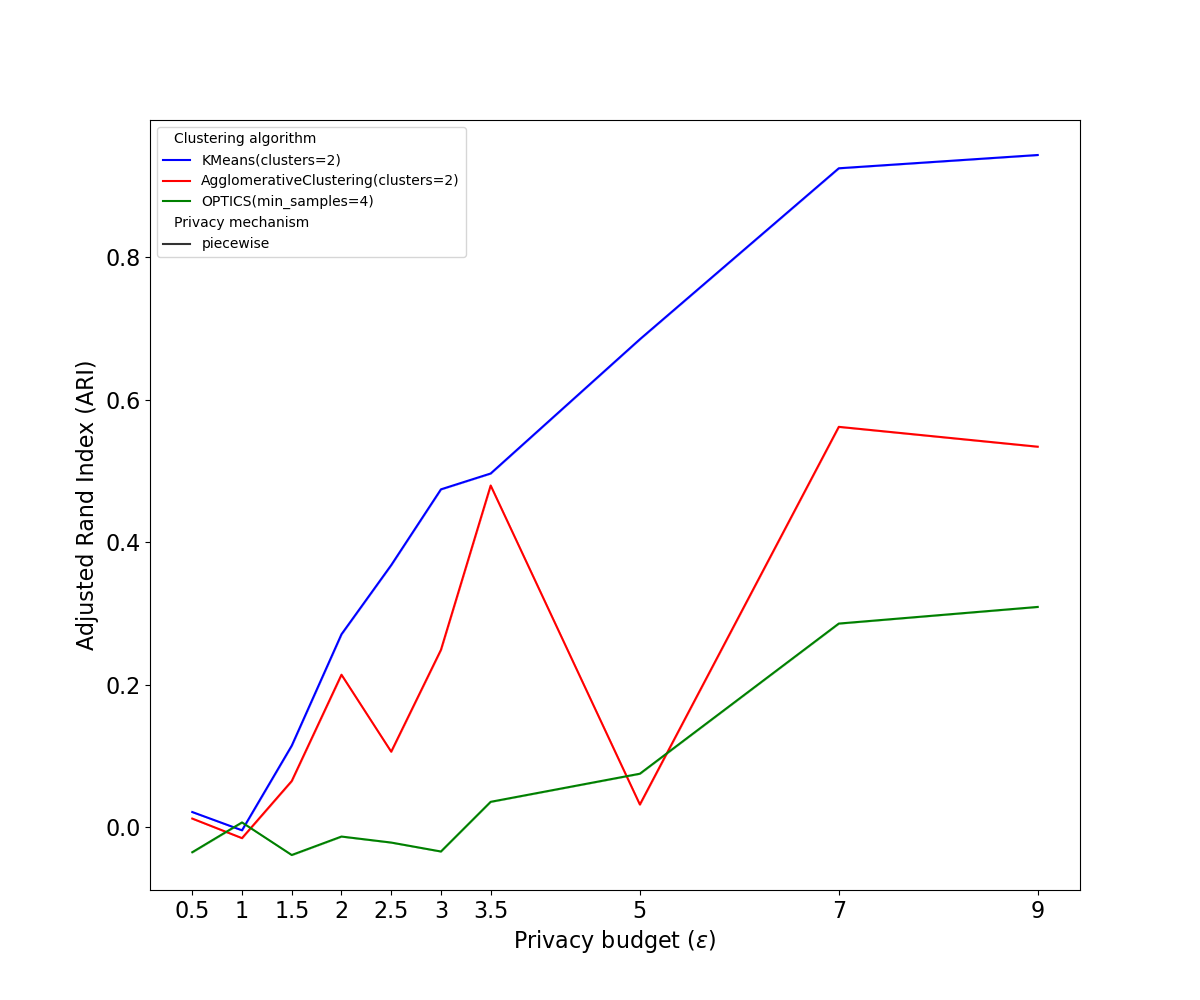 Clustering algorithm
KMeans(clusters=2)
AgglomerativeClustering(clusters=2)
OPTICS(min_samples=4)
Privacy mechanism
piecewise
Adjusted Rand Index (ARI)
0.8
0.6
0.4
0.2
0.0
0.5 1 1.5 2 2.5 3 3.5 5 7 9
Privacy budget (ε)